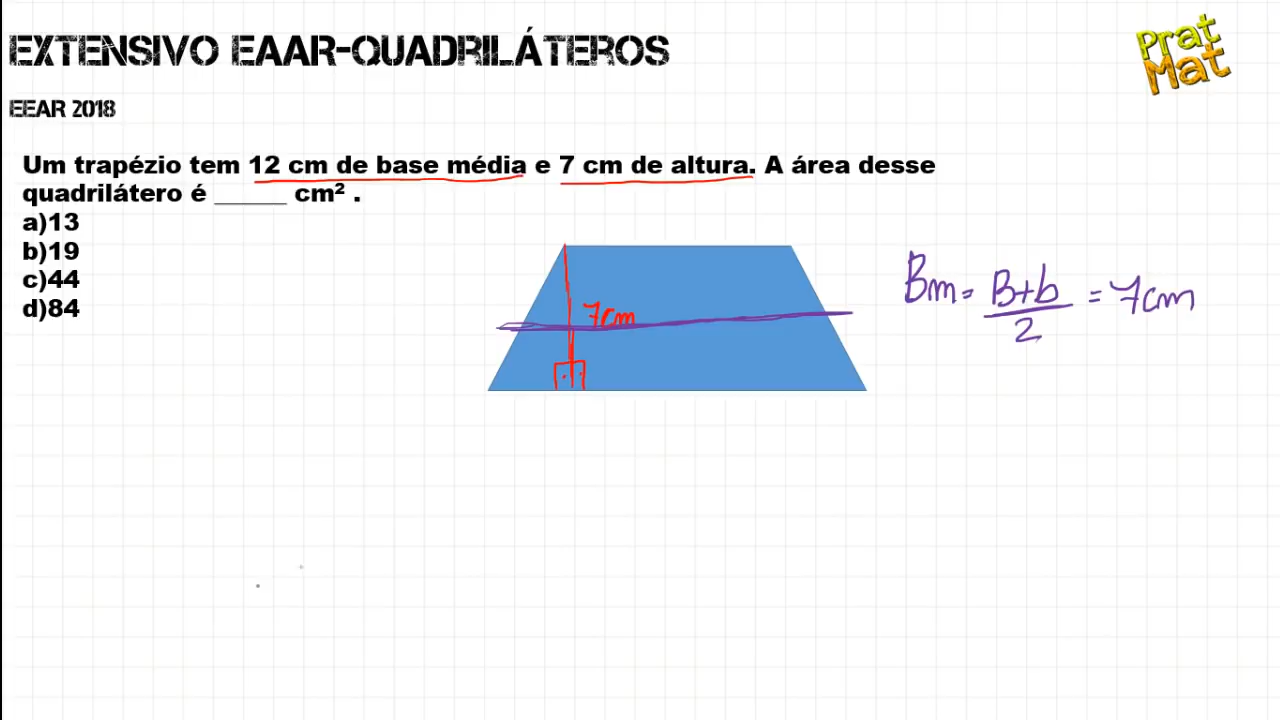 EXTENSIVO EAAR-QUADRILÁTEROS
Prat
Mat
EEAR 2018
Um trapézio tem 12 cm de base média e 7 cm de altura. A área desse
quadrilátero é ______ cm² .
a)13
b)19
c)44
d)84
7cm
Bm = B+b / 2 = 7cm